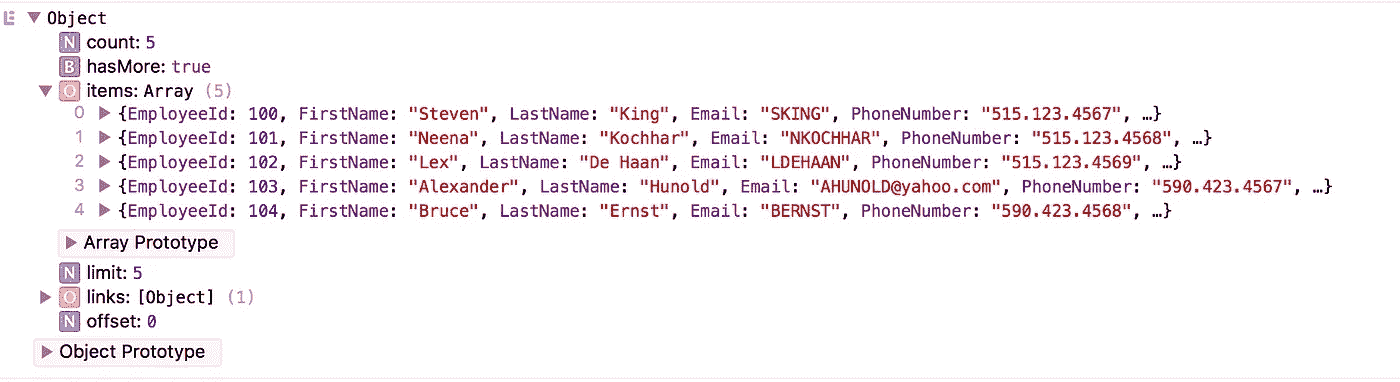 E Object
N count: 5
B hasMore: true
O items: Array (5)
0 {EmployeeId: 100, FirstName: "Steven", LastName: "King", Email: "SKING", PhoneNumber: "515.123.4567", …}
1 {EmployeeId: 101, FirstName: "Neena", LastName: "Kochhar", Email: "NKOCHHAR", PhoneNumber: "515.123.4568", …}
2 {EmployeeId: 102, FirstName: "Lex", LastName: "De Haan", Email: "LDEHAAN", PhoneNumber: "515.123.4569", …}
3 {EmployeeId: 103, FirstName: "Alexander", LastName: "Hunold", Email: "AHUNOLD@yahoo.com", PhoneNumber: "590.423.4567", …}
4 {EmployeeId: 104, FirstName: "Bruce", LastName: "Ernst", Email: "BERNST", PhoneNumber: "590.423.4568", …}
Array Prototype
N limit: 5
O links: [Object] (1)
N offset: 0
Object Prototype